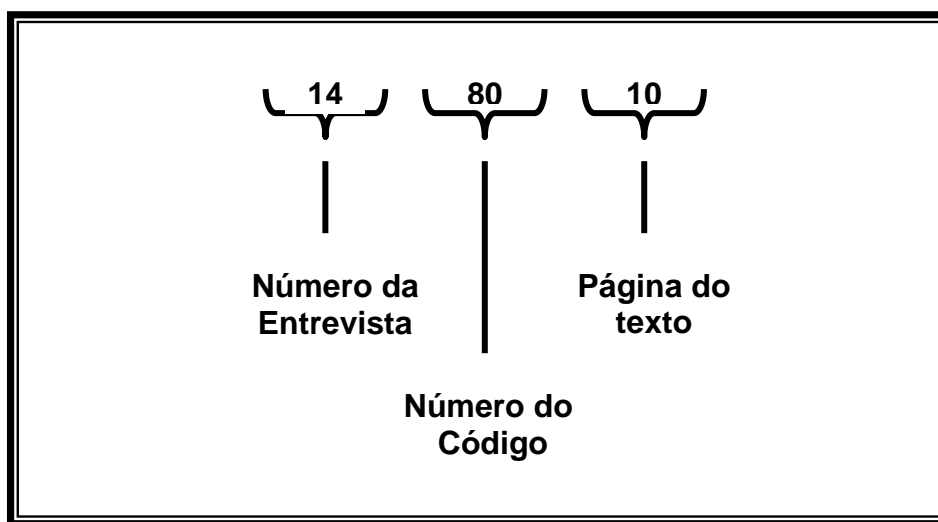 14 80 10
Número da
Entrevista
Página do
texto
Número do
Código